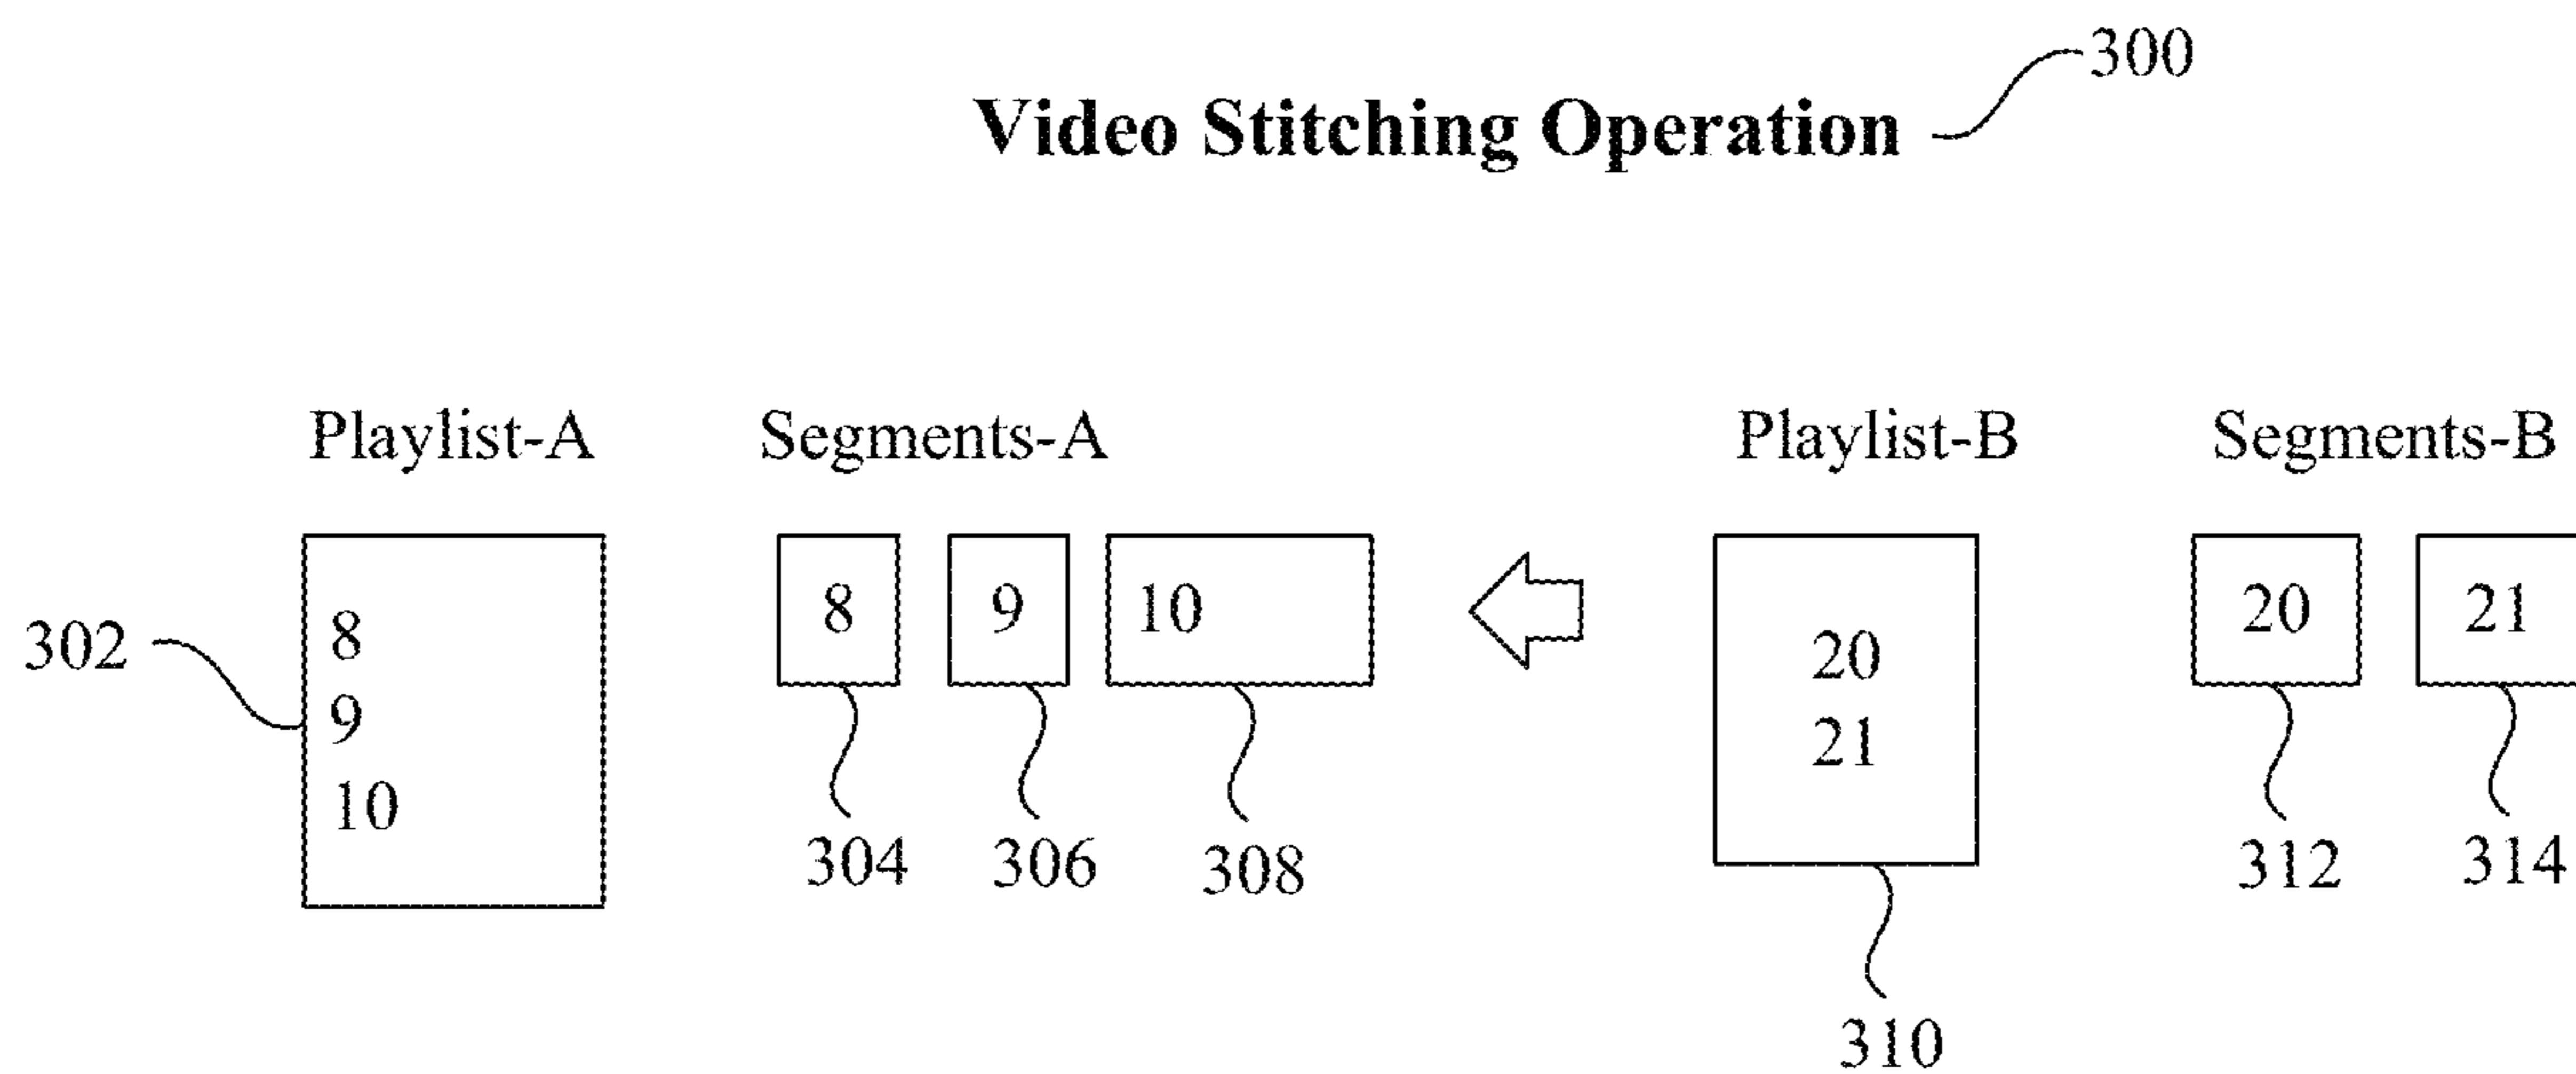 300
Video Stitching Operation
Playlist-A Segments-A Playlist-B Segments-B
8 9 10 20 21
302 8 20
9 21
10
304 306 308 312 314
310